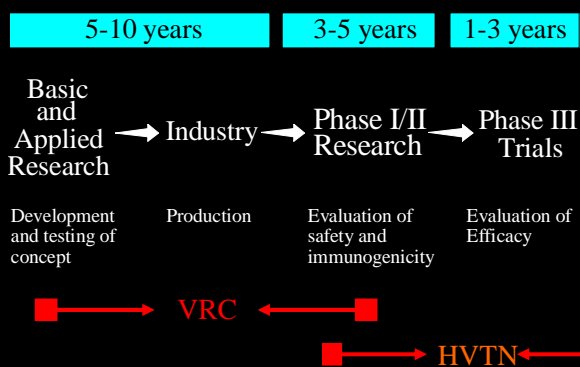 5-10 years
3-5 years
1-3 years
Basic
and
Applied
Research
Industry
Phase I/II
Research
Phase III
Trials
Development
and testing of
concept
Production
Evaluation of
safety and
immunogenicity
Evaluation of
Efficacy
VRC
HVTN